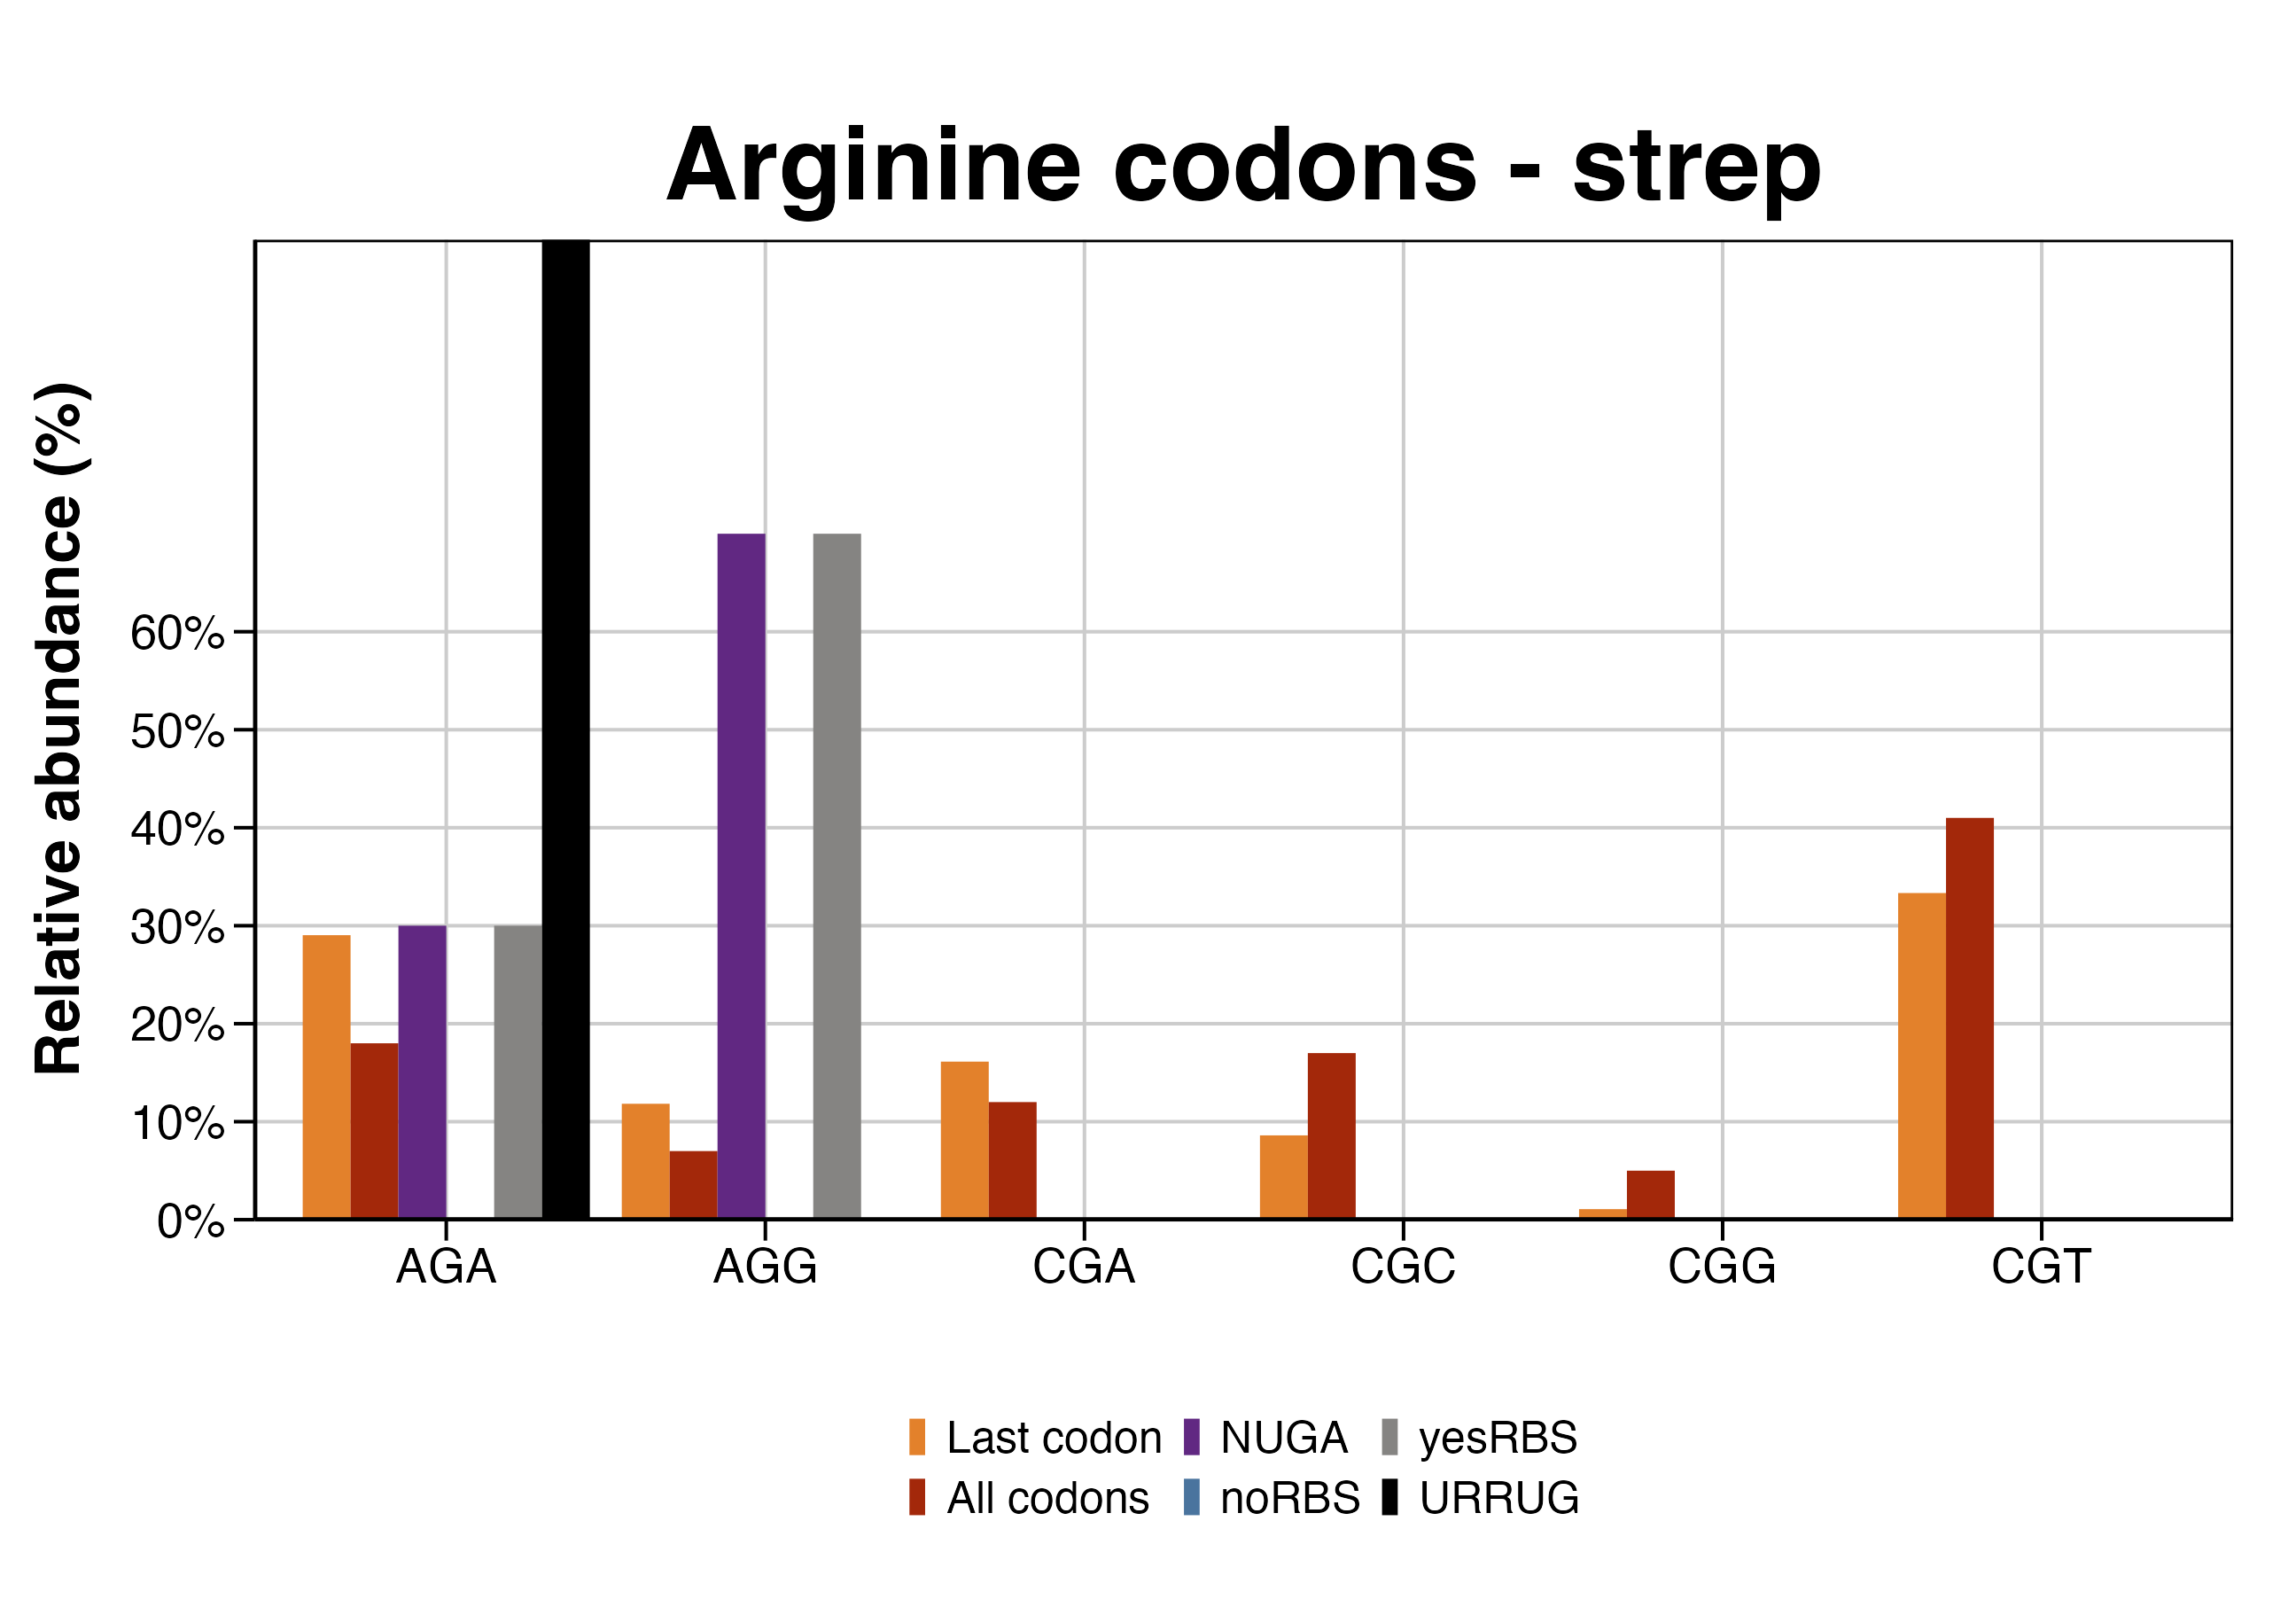 Arginine codons - strep
Relative abundance (%)
60%
50%
40%
30%
20%
10%
0%
AGA AGG CGA CGC CGG CGT
Last codon NUGA yesRBS
All codons noRBS URRUG